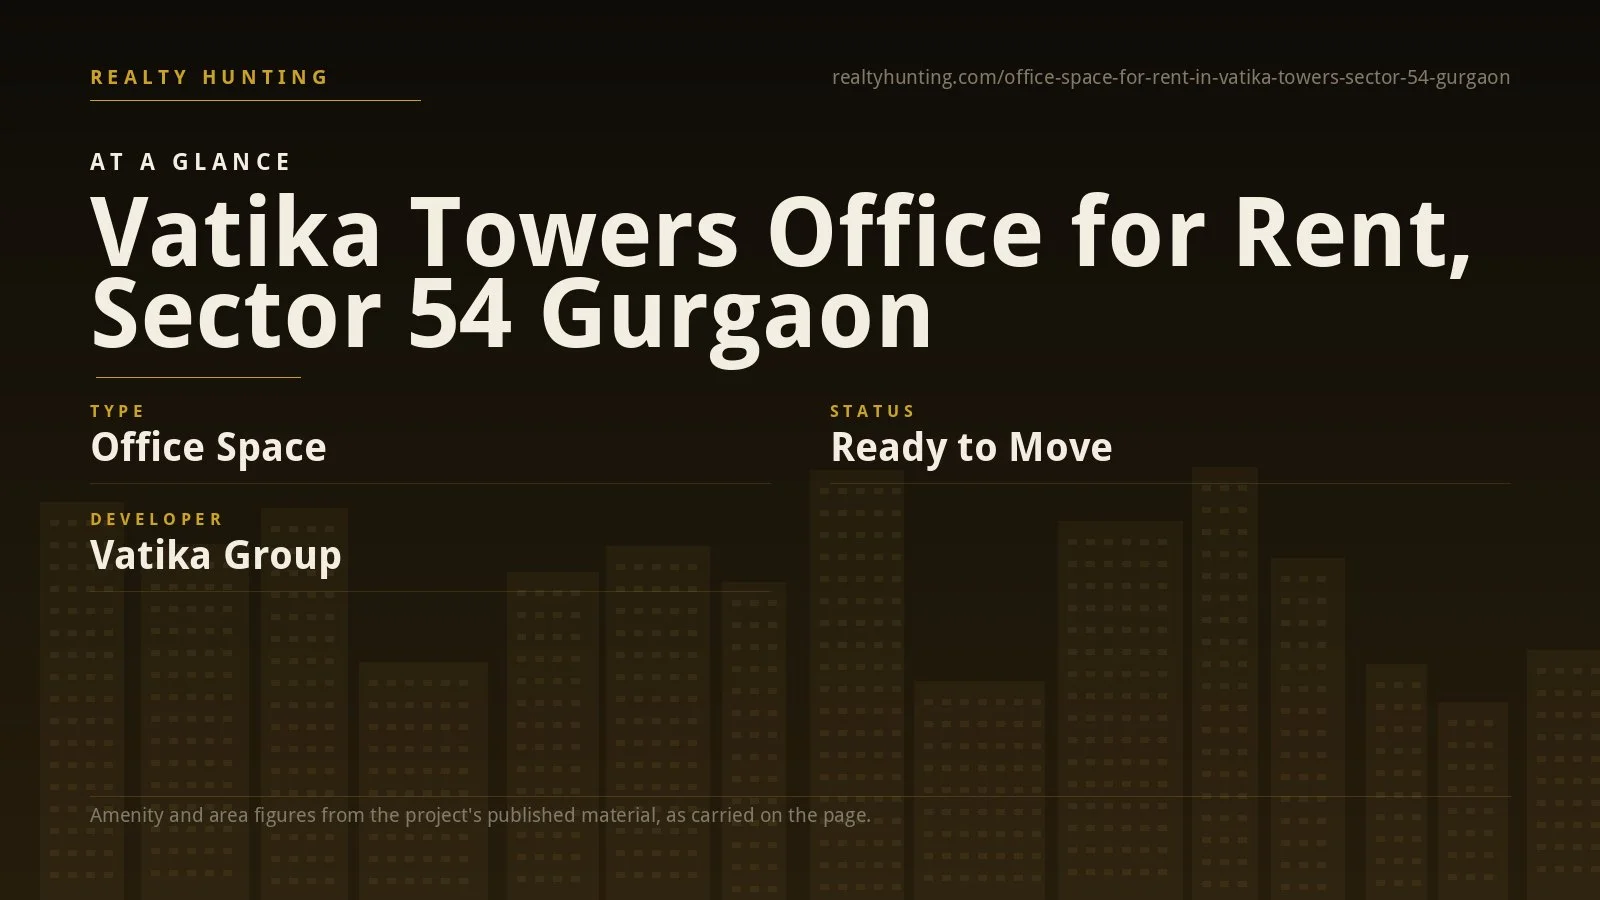 REALTY HUNTING
realtyhunting.com/office-space-for-rent-in-vatika-towers-sector-54-gurgaon
AT A GLANCE
Vatika Towers Office for Rent,
Sector 54 Gurgaon
TYPE
Office Space
STATUS
Ready to Move
DEVELOPER
Vatika Group
Amenity and area figures from the project's published material, as carried on the page.